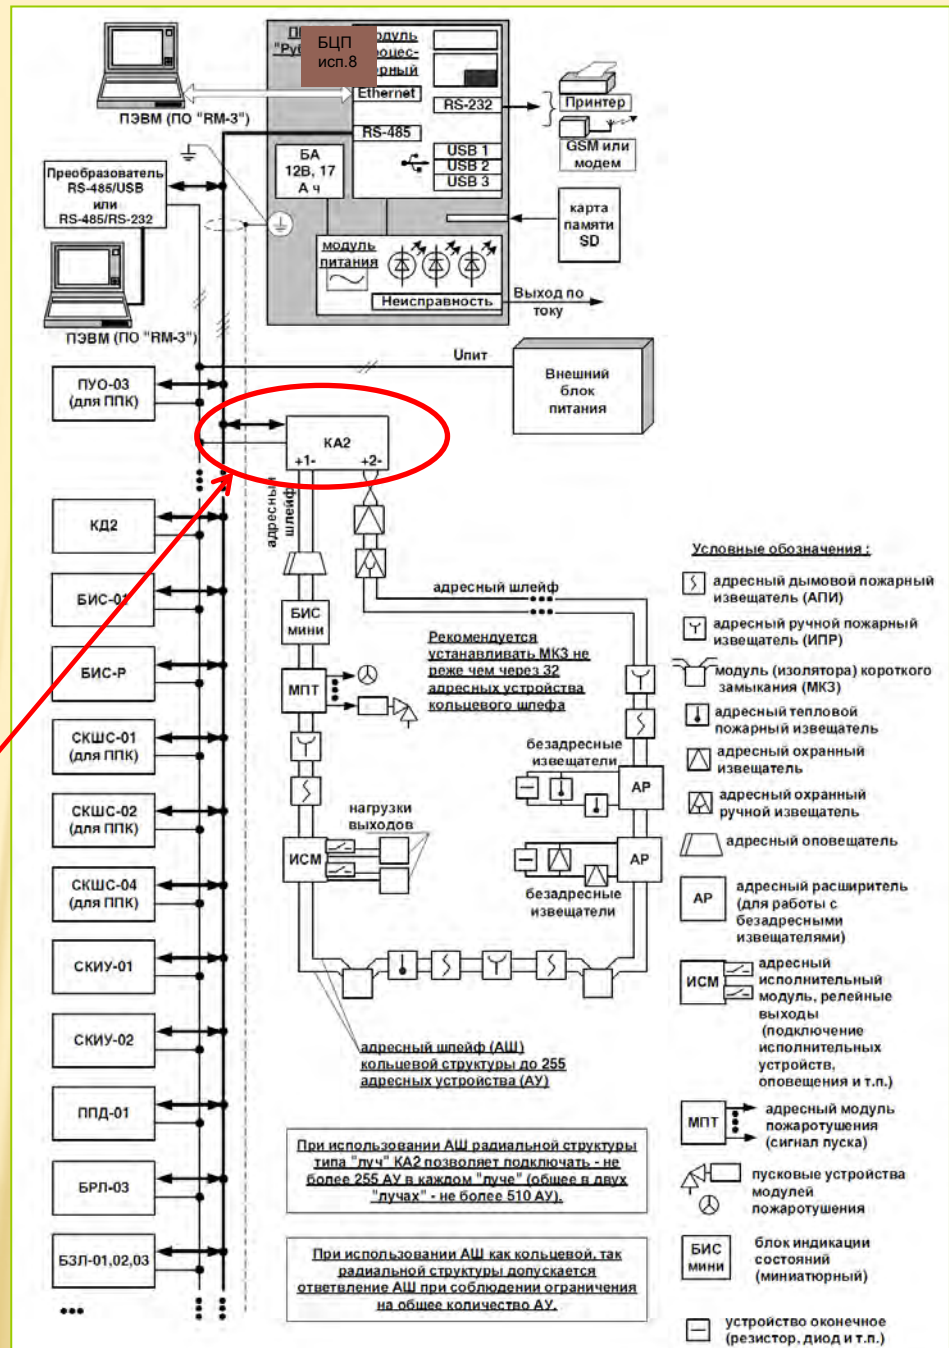 БЦП
исп.8
"Ру
одуль
Ethernet
RS-232
RS-485
USB 1
USB 2
USB 3
ПЭВМ (ПО "RM-3")
Принтер
GSM или
модем
БА
12В, 17
А ч
Преобразователь
RS-485/USB
или
RS-485/RS-232
карта
памяти
SD
модуль
питания
Неисправность
Выход по
току
ПЭВМ (ПО "RM-3")
Uпит
Внешний
блок
питания
ПУО-03
(для ППК)
КА2
+1-
+2-
адресный
шлейф
КД2
БИС-01
БИС-Р
СКШС-01
(для ППК)
СКШС-02
(для ППК)
СКШС-04
(для ППК)
СКИУ-01
СКИУ-02
ППД-01
БРЛ-03
БЗЛ-01,02,03
адресный шлейф
БИС
мини
Рекомендуется
устанавливать МКЗ не
реже чем через 32
адресных устройства
кольцевого шлефа
МПТ
безадресные
извещатели
АР
нагрузки
выходов
ИСМ
АР
безадресные
извещатели
адресный шлейф (АШ)
кольцевой структуры до 255
адресных устройства (АУ)
При использовании АШ радиальной структуры
типа "луч" КА2 позволяет подключать - не
более 255 АУ в каждом "луче" (общее в двух
"лучах" - не более 510 АУ).
При использовании АШ как кольцевой, так
радиальной структуры допускается
ответвление АШ при соблюдении ограничения
на общее количество АУ.
Условные обозначения :
адресный дымовой пожарный
извещатель (АПИ)
адресный ручной пожарный
извещатель (ИПР)
модуль (изолятора) короткого
замыкания (МКЗ)
адресный тепловой
пожарный извещатель
адресный охранный
извещатель
адресный охранный
ручной извещатель
адресный оповещатель
АР
адресный расширитель
(для работы с
безадресными
извещателями)
ИСМ
адресный
исполнительный
модуль, релейные
выходы
(подключение
исполнительных
устройств,
оповещения и т.п.)
МПТ
адресный модуль
пожаротушения
(сигнал пуска)
пусковые устройства
модулей
пожаротушения
БИС
мини
блок индикации
состояний
(миниатюрный)
устройство оконечное
(резистор, диод и т.п.)